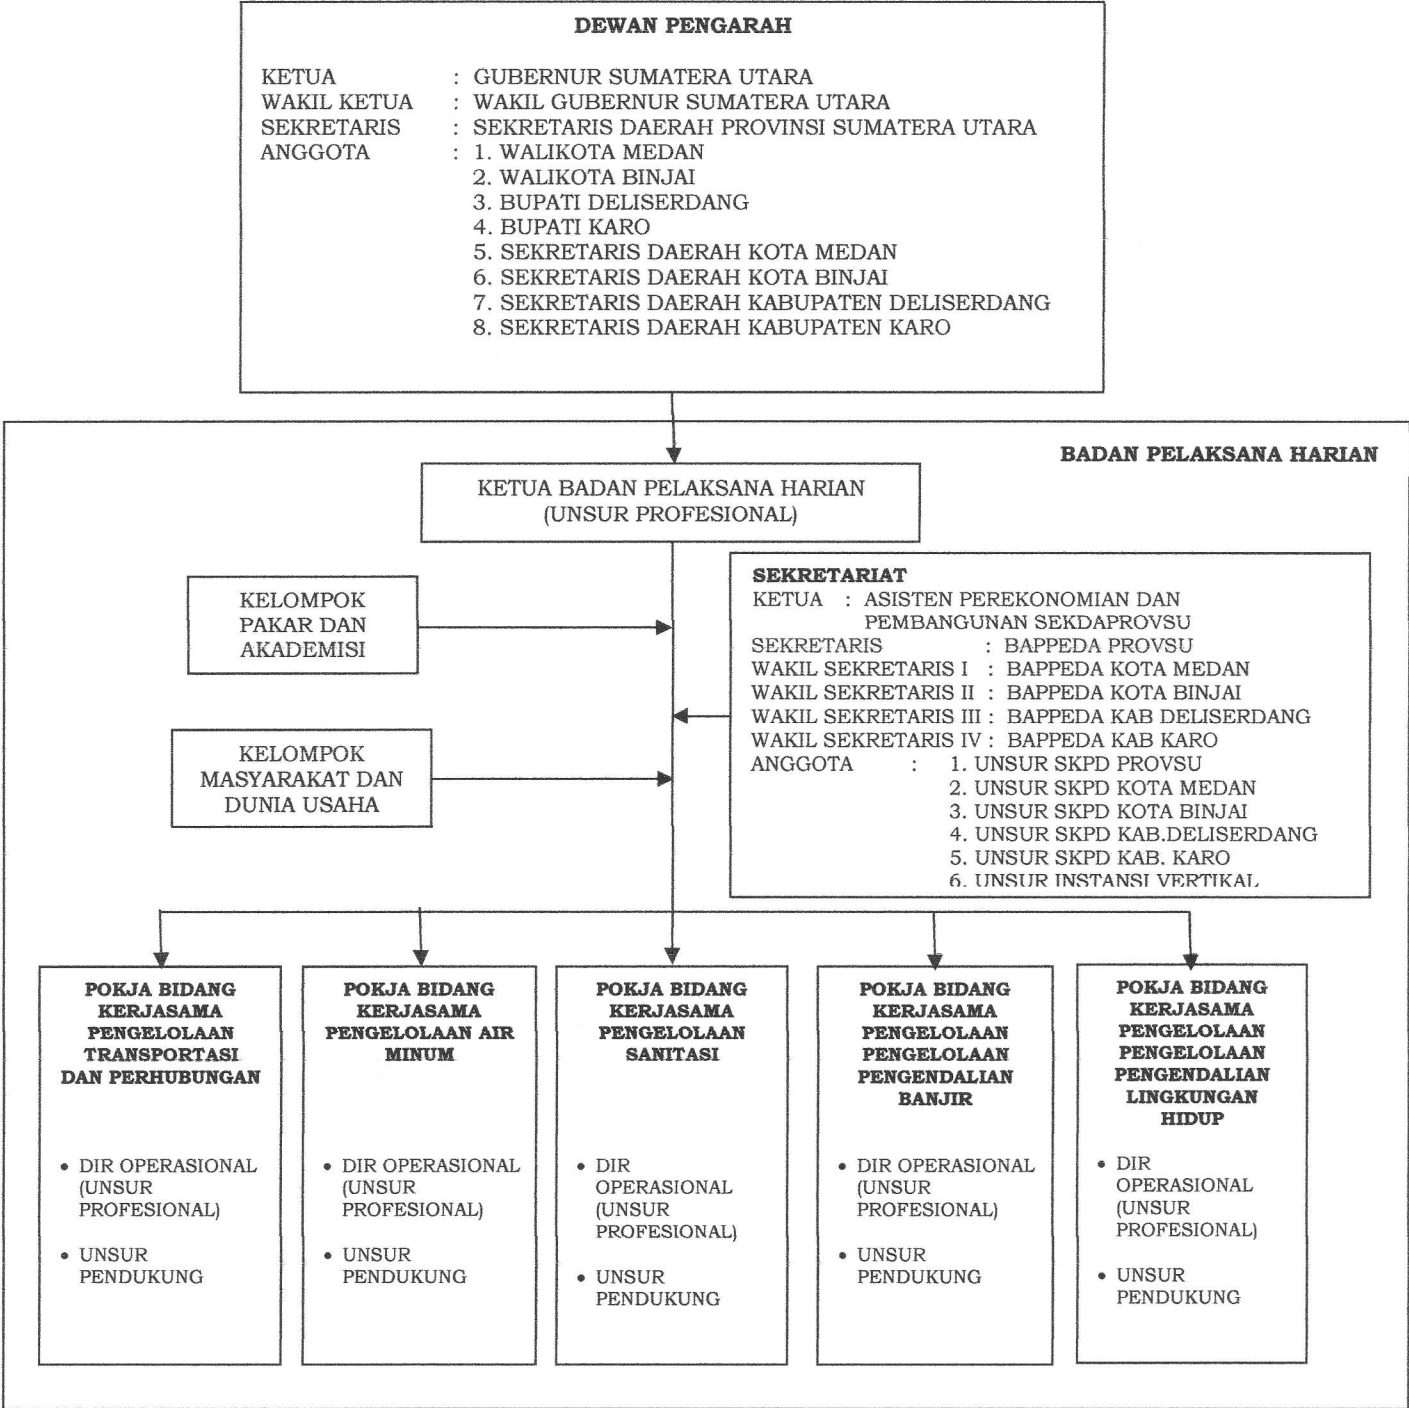 DEWAN PENGARAH
KETUA : GUBERNUR SUMATERA UTARA
WAKIL KETUA : WAKIL GUBERNUR SUMATERA UTARA
SEKRETARIS : SEKRETARIS DAERAH PROVINSI SUMATERA UTARA
ANGGOTA : 1. WALIKOTA MEDAN
2. WALIKOTA BINJAI
3. BUPATI DELISERDANG
4. BUPATI KARO
5. SEKRETARIS DAERAH KOTA MEDAN
6. SEKRETARIS DAERAH KOTA BINJAI
7. SEKRETARIS DAERAH KABUPATEN DELISERDANG
8. SEKRETARIS DAERAH KABUPATEN KARO
BADAN PELAKSANA HARIAN
KETUA BADAN PELAKSANA HARIAN
(UNSUR PROFESIONAL)
KELOMPOK
PAKAR DAN
AKADEMISI
KELOMPOK
MASYARAKAT DAN
DUNIA USAHA
SEKRETARIAT
KETUA : ASISTEN PEREKONOMIAN DAN
PEMBANGUNAN SEKDAPROVSU
SEKRETARIS : BAPPEDA PROVSU
WAKIL SEKRETARIS I : BAPPEDA KOTA MEDAN
WAKIL SEKRETARIS II : BAPPEDA KOTA BINJAI
WAKIL SEKRETARIS III : BAPPEDA KAB DELISERDANG
WAKIL SEKRETARIS IV : BAPPEDA KAB KARO
ANGGOTA : 1. UNSUR SKPD PROVSU
2. UNSUR SKPD KOTA MEDAN
3. UNSUR SKPD KOTA BINJAI
4. UNSUR SKPD KAB.DELISERDANG
5. UNSUR SKPD KAB. KARO
6. UNSUR INSTANSI VERTIKAL
POKJA BIDANG
KERJASAMA
PENGELOLAAN
TRANSPORTASI
DAN PERHUBUNGAN
• DIR OPERASIONAL
(UNSUR
PROFESIONAL)
• UNSUR
PENDUKUNG
POKJA BIDANG
KERJASAMA
PENGELOLAAN AIR
MINUM
• DIR OPERASIONAL
(UNSUR
PROFESIONAL)
• UNSUR
PENDUKUNG
POKJA BIDANG
KERJASAMA
PENGELOLAAN
SANITASI
• DIR
OPERASIONAL
(UNSUR
PROFESIONAL)
• UNSUR
PENDUKUNG
POKJA BIDANG
KERJASAMA
PENGELOLAAN
PENGELOLAAN
PENGENDALIAN
BANJIR
• DIR OPERASIONAL
(UNSUR
PROFESIONAL)
• UNSUR
PENDUKUNG
POKJA BIDANG
KERJASAMA
PENGELOLAAN
PENGELOLAAN
PENGENDALIAN
LINGKUNGAN
HIDUP
• DIR
OPERASIONAL
(UNSUR
PROFESIONAL)
• UNSUR
PENDUKUNG